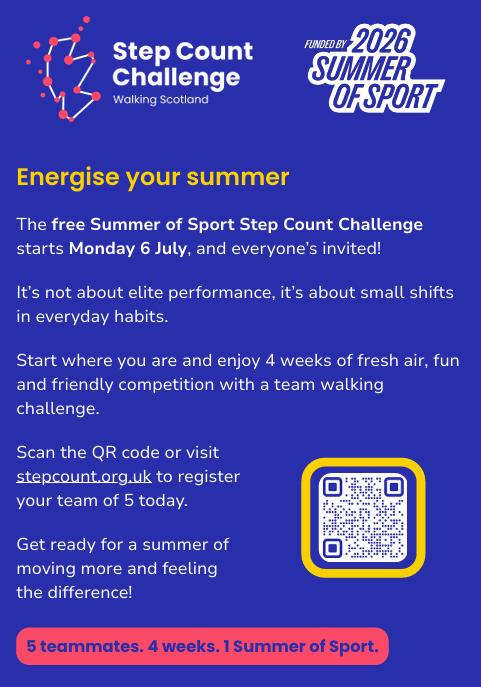 Step Count
Challenge
Walking Scotland
FUNDED BY 2026
SUMMER
OF SPORT
Energise your summer
The free Summer of Sport Step Count Challenge
starts Monday 6 July, and everyone’s invited!
It’s not about elite performance, it’s about small shifts
in everyday habits.
Start where you are and enjoy 4 weeks of fresh air, fun
and friendly competition with a team walking
challenge.
Scan the QR code or visit
stepcount.org.uk to register
your team of 5 today.
Get ready for a summer of
moving more and feeling
the difference!
5 teammates. 4 weeks. 1 Summer of Sport.